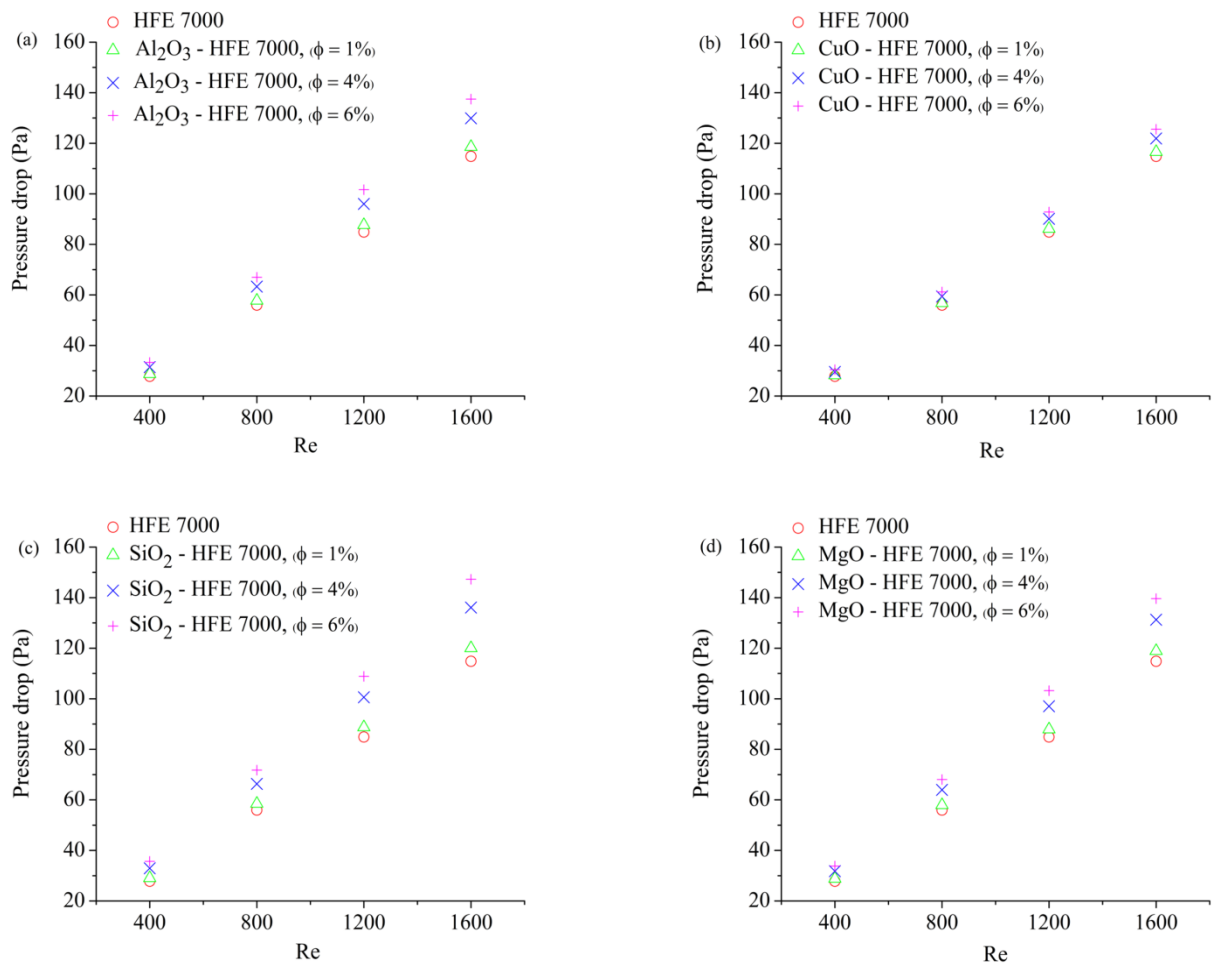 (a)
HFE 7000
Al₂O₃ - HFE 7000, (ϕ = 1%)
Al₂O₃ - HFE 7000, (ϕ = 4%)
Al₂O₃ - HFE 7000, (ϕ = 6%)
Pressure drop (Pa)
160
140
120
100
80
60
40
20
400 800 1200 1600
Re
(b)
HFE 7000
CuO - HFE 7000, (ϕ = 1%)
CuO - HFE 7000, (ϕ = 4%)
CuO - HFE 7000, (ϕ = 6%)
Pressure drop (Pa)
160
140
120
100
80
60
40
20
400 800 1200 1600
Re
(c)
HFE 7000
SiO₂ - HFE 7000, (ϕ = 1%)
SiO₂ - HFE 7000, (ϕ = 4%)
SiO₂ - HFE 7000, (ϕ = 6%)
Pressure drop (Pa)
160
140
120
100
80
60
40
20
400 800 1200 1600
Re
(d)
HFE 7000
MgO - HFE 7000, (ϕ = 1%)
MgO - HFE 7000, (ϕ = 4%)
MgO - HFE 7000, (ϕ = 6%)
Pressure drop (Pa)
160
140
120
100
80
60
40
20
400 800 1200 1600
Re